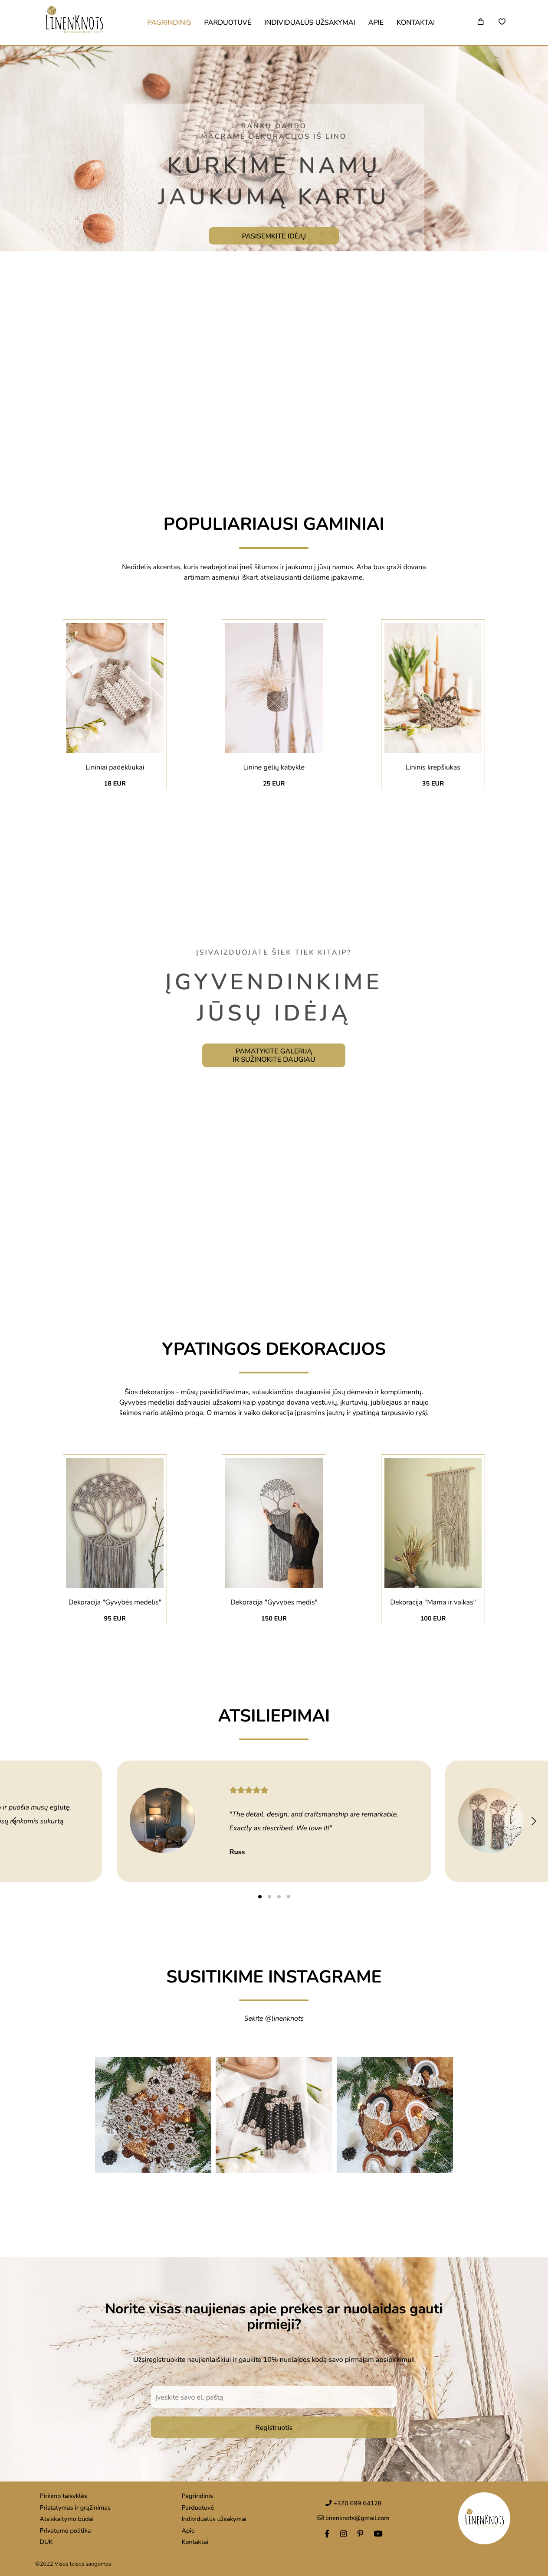 LINENKNOTS
PAGRINDINIS
PARDUOTUVĖ
INDIVIDUALŪS UŽSAKYMAI
APIE
KONTAKTAI
RANKŲ DARBO
MACRAMĖ DEKORACIJOS IŠ LINO
KURKIME NAMŲ
JAUKUMĄ KARTU
PASISEMKITE IDĖJŲ
POPULIARIAUSI GAMINIAI
Nedidelis akcentas, kuris neabejotinai įneš šilumos ir jaukumo į jūsų namus. Arba bus graži dovana
artimam asmeniui iškart atkeliausianti dailiame įpakavime.
Lininiai padėkliukai
18 EUR
Lininė gėlių kabyklė
25 EUR
Lininis krepšiukas
35 EUR
ĮSIVAIZDUOJATE ŠIEK TIEK KITAIP?
ĮGYVENDINKIME
JŪSŲ IDĖJĄ
PAMATYKITE GALERIJĄ
IR SUŽINOKITE DAUGIAU
YPATINGOS DEKORACIJOS
Šios dekoracijos - mūsų pasididžiavimas, sulaukiančios daugiausiai jūsų dėmesio ir komplimentų.
Gyvybės medeliai dažniausiai užsakomi kaip ypatinga dovana vestuvių, įkurtuvių, jubiliejaus ar naujo
šeimos nario atėjimo proga. O mamos ir vaiko dekoracija įprasmins jautrų ir ypatingą tarpusavio ryšį.
Dekoracija "Gyvybės medelis"
95 EUR
Dekoracija "Gyvybės medis"
150 EUR
Dekoracija "Mama ir vaikas"
100 EUR
ATSILIEPIMAI
ir puošia mūsų eglutę.
rankomis sukurtą
"The detail, design, and craftsmanship are remarkable.
Exactly as described. We love it!"
Russ
SUSITIKIME INSTAGRAME
Sekite @linenknots
Norite visas naujienas apie prekes ar nuolaidas gauti
pirmieji?
Užsiregistruokite naujienlaiškiui ir gaukite 10% nuolaidos kodą savo pirmajam apsipirkimui!
Įveskite savo el. paštą
Registruotis
Pirkimo taisyklės
Pristatymas ir grąžinimas
Atsiskaitymo būdai
Privatumo politika
DUK
Pagrindinis
Parduotuvė
Individualūs užsakymai
Apie
Kontaktai
+370 699 64128
linenknots@gmail.com
LINENKNOTS
©2022 Visos teisės saugomos